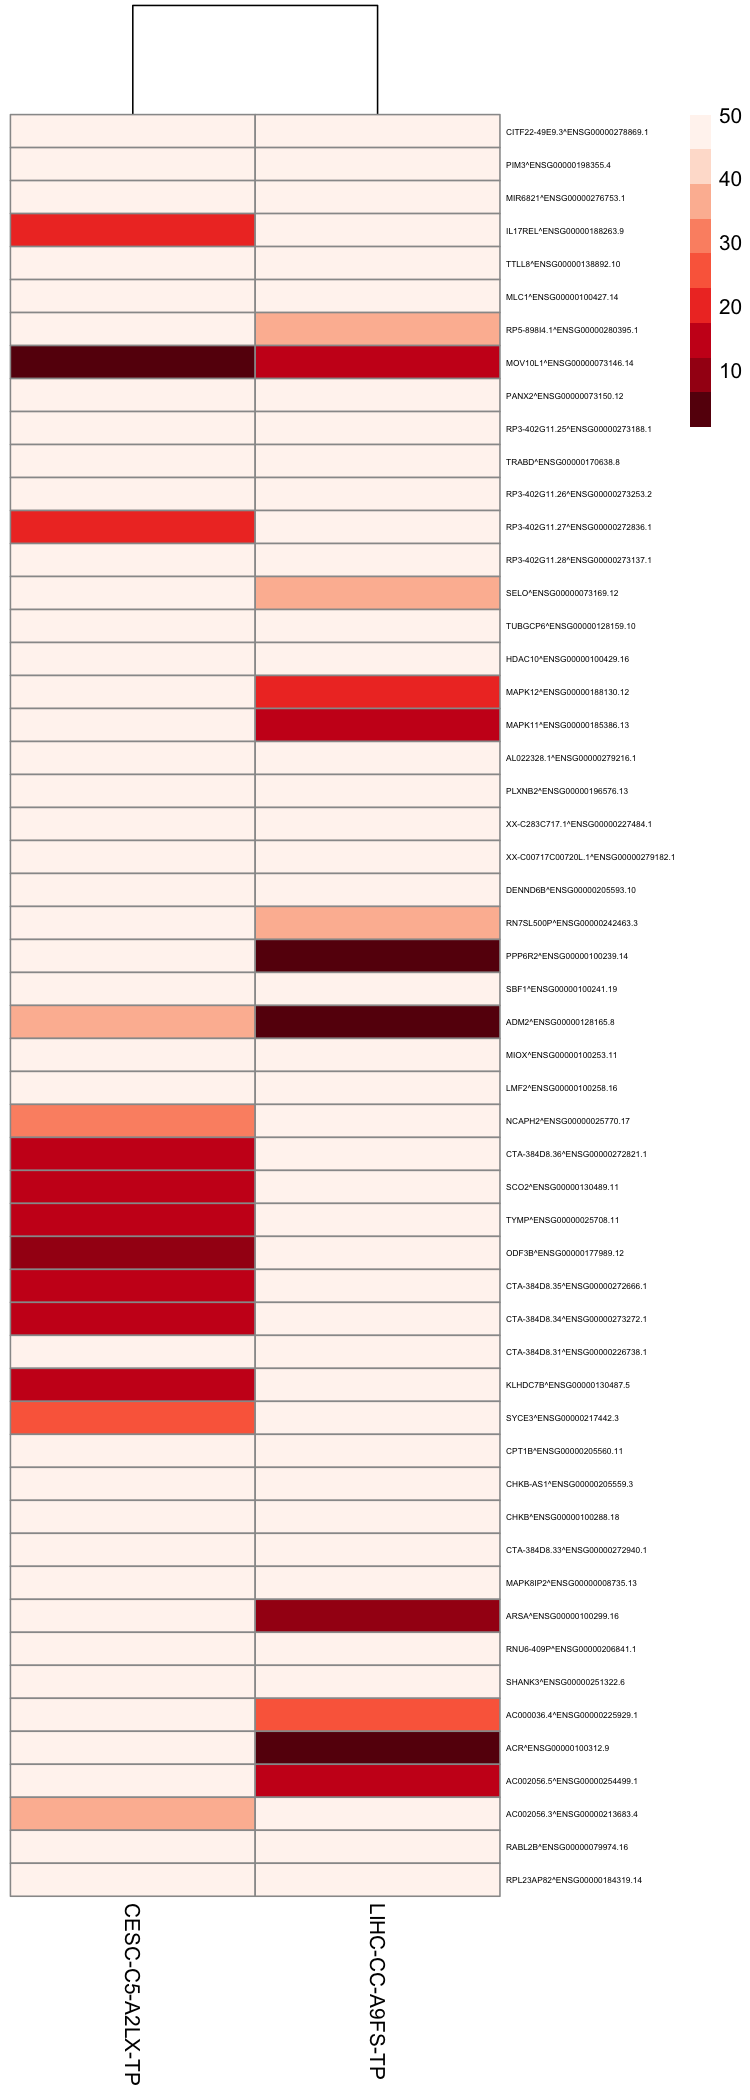 CITF22-49E9.3^ENSG00000278869.1
PIM3^ENSG00000198355.4
MIR6821^ENSG00000276753.1
IL17REL^ENSG00000188263.9
TTLL8^ENSG00000138892.10
MLC1^ENSG00000100427.14
RP5-898I4.1^ENSG00000280395.1
MOV10L1^ENSG00000073146.14
PANX2^ENSG00000073150.12
RP3-402G11.25^ENSG00000273188.1
TRABD^ENSG00000170638.8
RP3-402G11.26^ENSG00000273253.2
RP3-402G11.27^ENSG00000272836.1
RP3-402G11.28^ENSG00000273137.1
SELO^ENSG00000073169.12
TUBGCP6^ENSG00000128159.10
HDAC10^ENSG00000100429.16
MAPK12^ENSG00000188130.12
MAPK11^ENSG00000185386.13
AL022328.1^ENSG00000279216.1
PLXNB2^ENSG00000196576.13
XX-C283C717.1^ENSG00000227484.1
XX-C00717C00720L.1^ENSG00000279182.1
DENND6B^ENSG00000205593.10
RN7SL500P^ENSG00000242463.3
PPP6R2^ENSG00000100239.14
SBF1^ENSG00000100241.19
ADM2^ENSG00000128165.8
MIOX^ENSG00000100253.11
LMF2^ENSG00000100258.16
NCAPH2^ENSG00000025770.17
CTA-384D8.36^ENSG00000272821.1
SCO2^ENSG00000130489.11
TYMP^ENSG00000025708.11
ODF3B^ENSG00000177989.12
CTA-384D8.35^ENSG00000272666.1
CTA-384D8.34^ENSG00000273272.1
CTA-384D8.31^ENSG00000226738.1
KLHDC7B^ENSG00000130487.5
SYCE3^ENSG00000217442.3
CPT1B^ENSG00000205560.11
CHKB-AS1^ENSG00000205559.3
CHKB^ENSG00000100288.18
CTA-384D8.33^ENSG00000272940.1
MAPK8IP2^ENSG00000008735.13
ARSA^ENSG00000100299.16
RNU6-409P^ENSG00000206841.1
SHANK3^ENSG00000251322.6
AC000036.4^ENSG00000225929.1
ACR^ENSG00000100312.9
AC002056.5^ENSG00000254499.1
AC002056.3^ENSG00000213683.4
RABL2B^ENSG00000079974.16
RPL23AP82^ENSG00000184319.14
50
40
30
20
10
CESC-C5-A2LX-TP
LIHC-CC-A9FS-TP